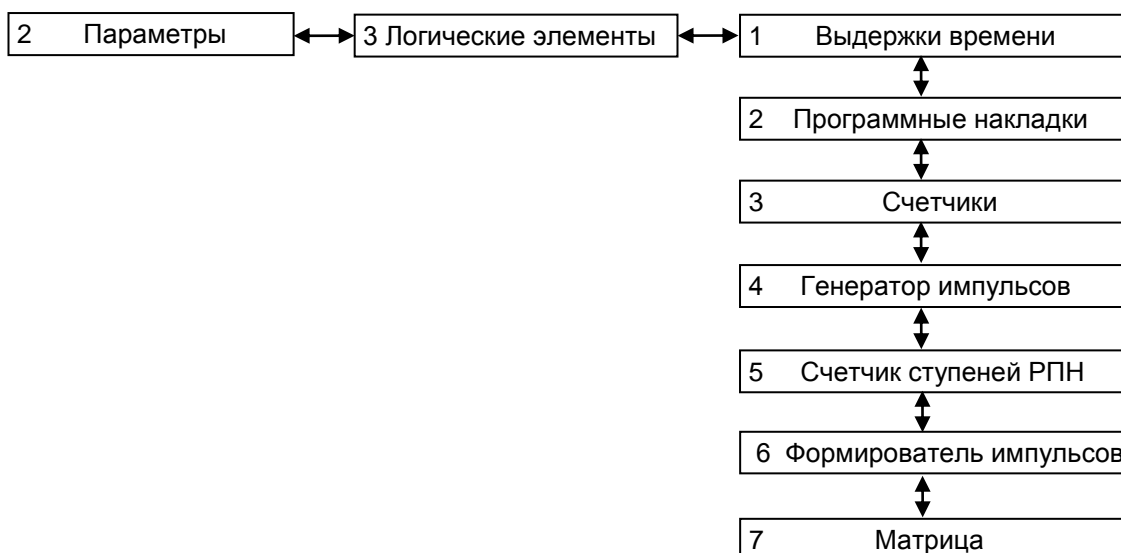 2 Параметры
3 Логические элементы
1 Выдержки времени
2 Программные накладки
3 Счетчики
4 Генератор импульсов
5 Счетчик ступеней РПН
6 Формирователь импульсов
7 Матрица